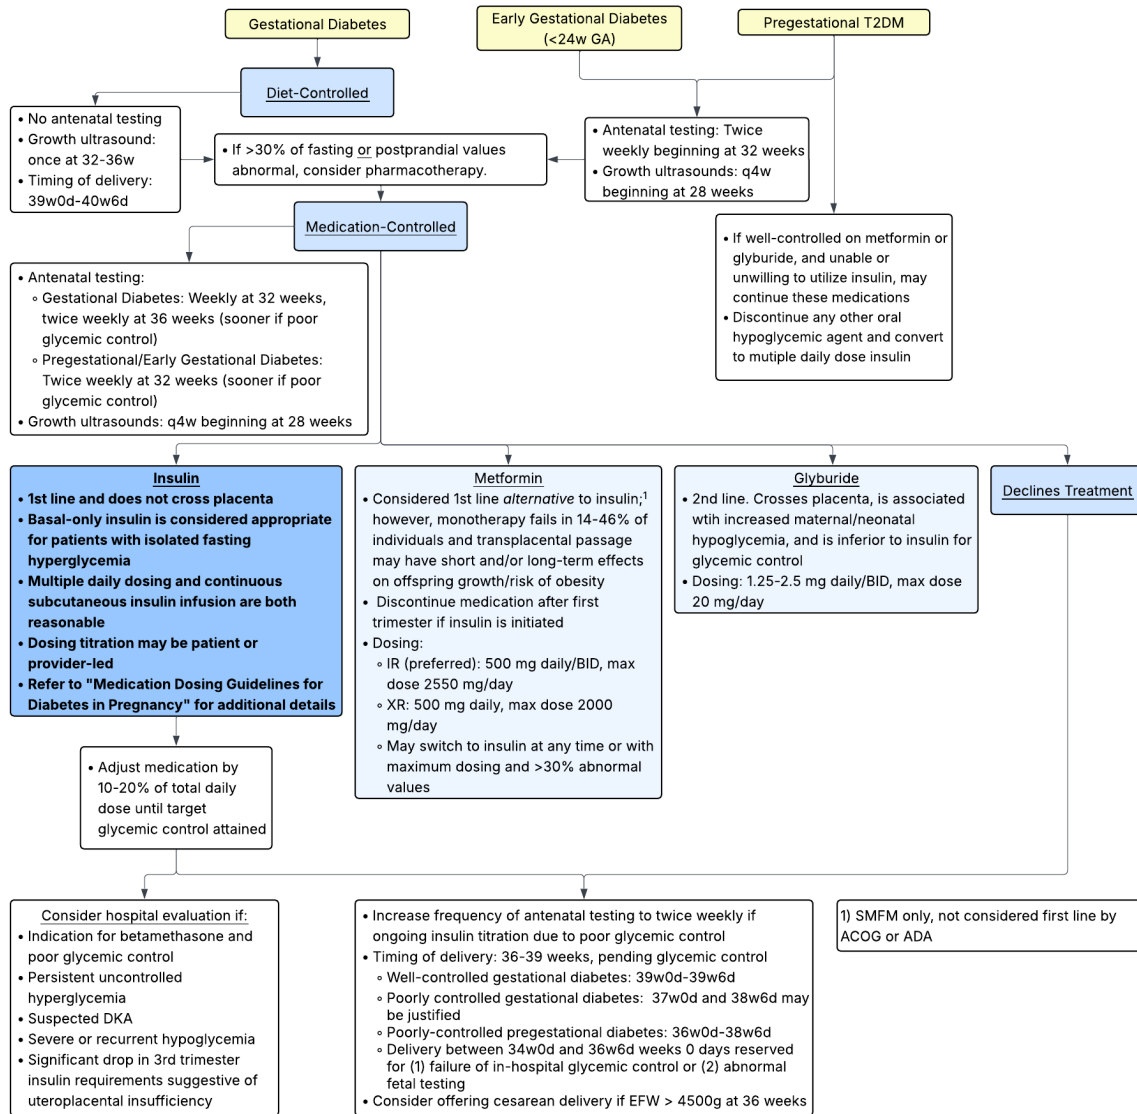 Gestational Diabetes
Early Gestational Diabetes
(<24w GA)
Pregestational T2DM
Diet-Controlled
• No antenatal testing
• Growth ultrasound:
once at 32-36w
• Timing of delivery:
39w0d-40w6d
• If >30% of fasting or postprandial values
abnormal, consider pharmacotherapy.
• Antenatal testing: Twice
weekly beginning at 32 weeks
• Growth ultrasounds: q4w
beginning at 28 weeks
Medication-Controlled
• If well-controlled on metformin or
glyburide, and unable or
unwilling to utilize insulin, may
continue these medications
• Discontinue any other oral
hypoglycemic agent and convert
to mutiple daily dose insulin
• Antenatal testing:
◦ Gestational Diabetes: Weekly at 32 weeks,
twice weekly at 36 weeks (sooner if poor
glycemic control)
◦ Pregestational/Early Gestational Diabetes:
Twice weekly at 32 weeks (sooner if poor
glycemic control)
• Growth ultrasounds: q4w beginning at 28 weeks
Insulin
• 1st line and does not cross placenta
• Basal-only insulin is considered appropriate
for patients with isolated fasting
hyperglycemia
• Multiple daily dosing and continuous
subcutaneous insulin infusion are both
reasonable
• Dosing titration may be patient or
provider-led
• Refer to "Medication Dosing Guidelines for
Diabetes in Pregnancy" for additional details
Metformin
• Considered 1st line alternative to insulin;1
however, monotherapy fails in 14-46% of
individuals and transplacental passage
may have short and/or long-term effects
on offspring growth/risk of obesity
• Discontinue medication after first
trimester if insulin is initiated
• Dosing:
◦ IR (preferred): 500 mg daily/BID, max
dose 2550 mg/day
◦ XR: 500 mg daily, max dose 2000
mg/day
◦ May switch to insulin at any time or with
maximum dosing and >30% abnormal
values
Glyburide
• 2nd line. Crosses placenta, is associated
wtih increased maternal/neonatal
hypoglycemia, and is inferior to insulin for
glycemic control
• Dosing: 1.25-2.5 mg daily/BID, max dose
20 mg/day
Declines Treatment
• Adjust medication by
10-20% of total daily
dose until target
glycemic control attained
Consider hospital evaluation if:
• Indication for betamethasone and
poor glycemic control
• Persistent uncontrolled
hyperglycemia
• Suspected DKA
• Severe or recurrent hypoglycemia
• Significant drop in 3rd trimester
insulin requirements suggestive of
uteroplacental insufficiency
• Increase frequency of antenatal testing to twice weekly if
ongoing insulin titration due to poor glycemic control
• Timing of delivery: 36-39 weeks, pending glycemic control
◦ Well-controlled gestational diabetes: 39w0d-39w6d
◦ Poorly controlled gestational diabetes: 37w0d and 38w6d may
be justified
◦ Poorly-controlled pregestational diabetes: 36w0d-38w6d
◦ Delivery between 34w0d and 36w6d weeks 0 days reserved
for (1) failure of in-hospital glycemic control or (2) abnormal
fetal testing
• Consider offering cesarean delivery if EFW > 4500g at 36 weeks
1) SMFM only, not considered first line by
ACOG or ADA